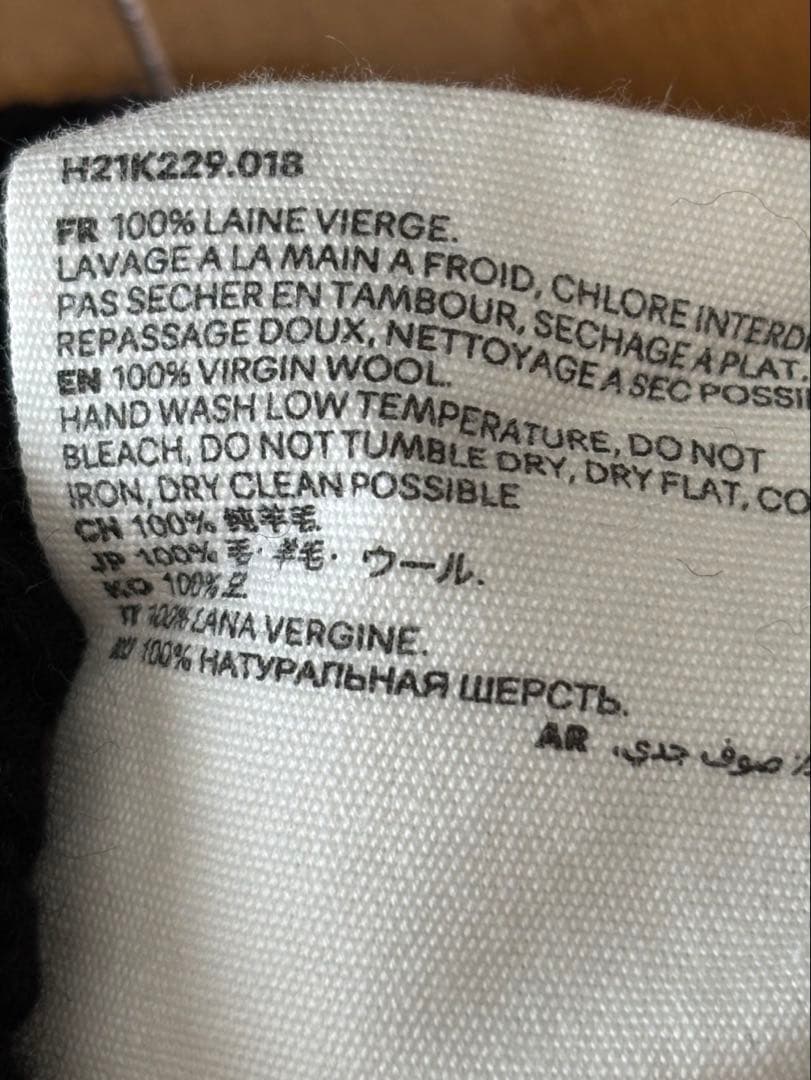 H21K229.018
FR 100% LAINE VIERGE.
LAVAGE A LA MAIN A FROID, CHLORE INTERDI
PAS SECHER EN TAMBOUR, SECHAGE A PLAT.
REPASSAGE DOUX, NETTOYAGE A SEC POSSI
EN 100% VIRGIN WOOL.
HAND WASH LOW TEMPERATURE, DO NOT
BLEACH, DO NOT TUMBLE DRY, DRY FLAT, CO
IRON, DRY CLEAN POSSIBLE
CH 100% 纯羊毛
JP 100% 毛・羊毛・ ウール.
KO 100%
IT 100% LANA VERGINE.
100% НАТУРАЛЬНАЯ ШЕРСТЬ.
AR صوف جدي.